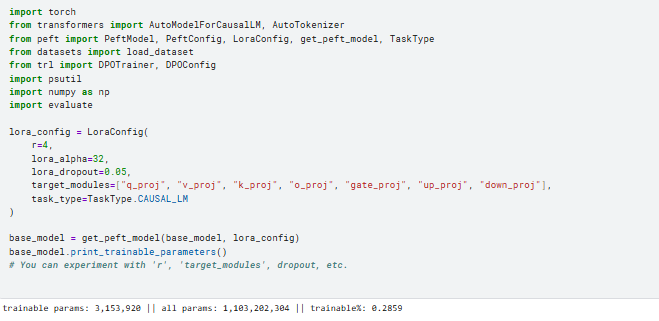 import torch
from transformers import AutoModelForCausalLM, AutoTokenizer
from peft import PeftModel, PeftConfig, LoraConfig, get_peft_model, TaskType
from datasets import load_dataset
from trl import DPOTrainer, DPOConfig
import psutil
import numpy as np
import evaluate

lora_config = LoraConfig(
    r=4,
    lora_alpha=32,
    lora_dropout=0.05,
    target_modules=["q_proj", "v_proj", "k_proj", "o_proj", "gate_proj", "up_proj", "down_proj"],
    task_type=TaskType.CAUSAL_LM
)

base_model = get_peft_model(base_model, lora_config)
base_model.print_trainable_parameters()
# You can experiment with 'r', 'target_modules', dropout, etc.

trainable params: 3,153,920 || all params: 1,103,202,304 || trainable%: 0.2859